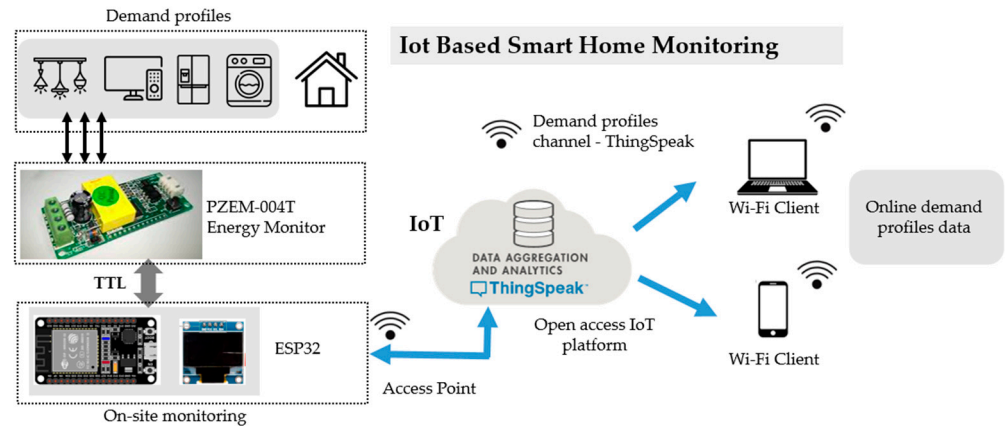 Demand profiles
Iot Based Smart Home Monitoring
Demand profiles
channel - ThingSpeak
PZEM-004T
Energy Monitor
IoT
DATA AGGREGATION
AND ANALYTICS
ThingSpeak™
Wi-Fi Client
Online demand
profiles data
TTL
ESP32
Open access IoT
platform
Access Point
Wi-Fi Client
On-site monitoring